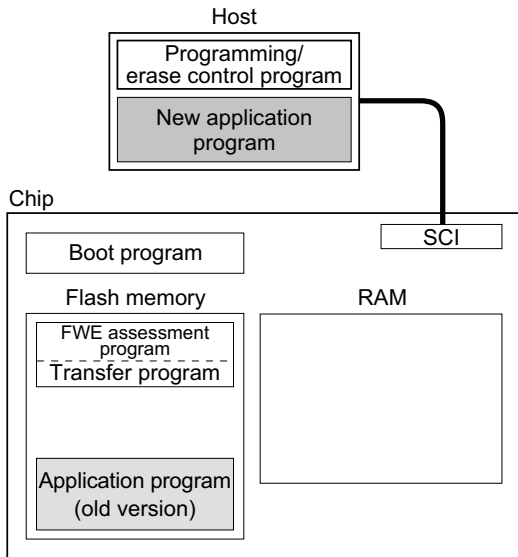 Host
Programming/
erase control program
New application
program
Chip
SCI
Boot program
Flash memory
RAM
FWE assessment
program
Transfer program
Application program
(old version)